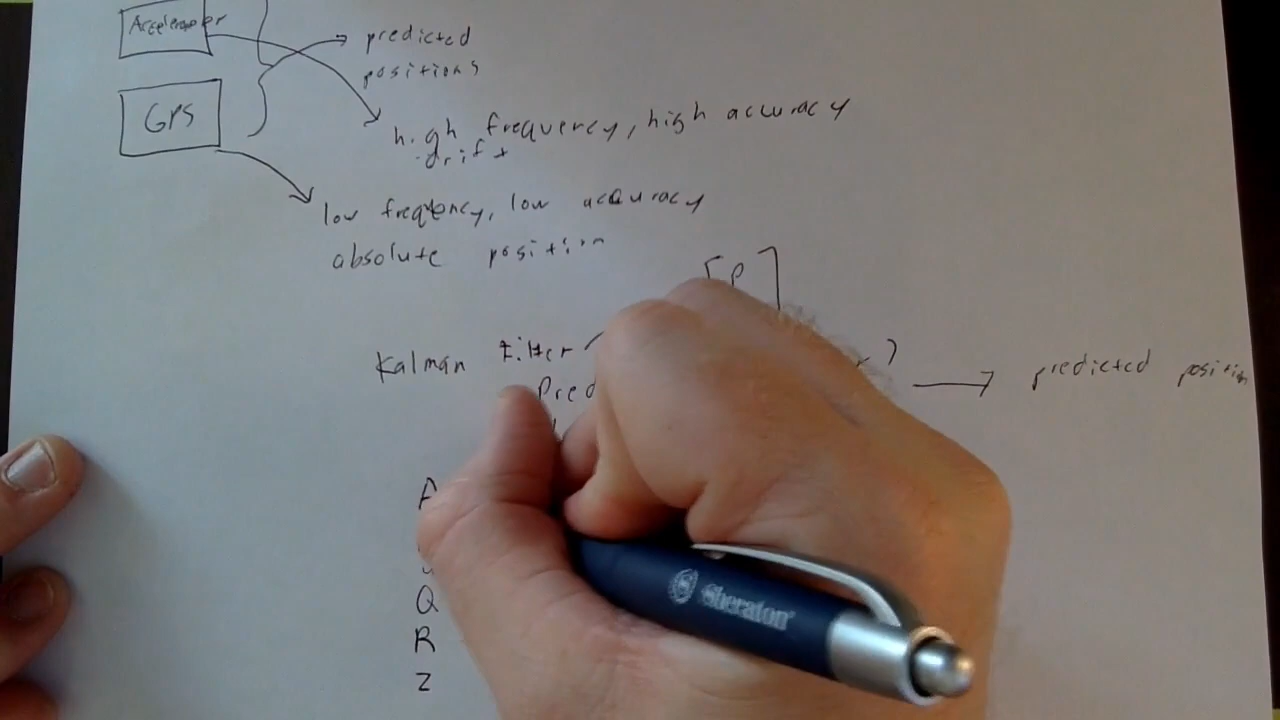 Accelerometer
predicted
positions
GPS
high frequency, high accuracy
drift
low frequency, low accuracy
absolute position
P
Kalman Filter (
predicted position
Pred
A
Q
R
Z
Sheraton